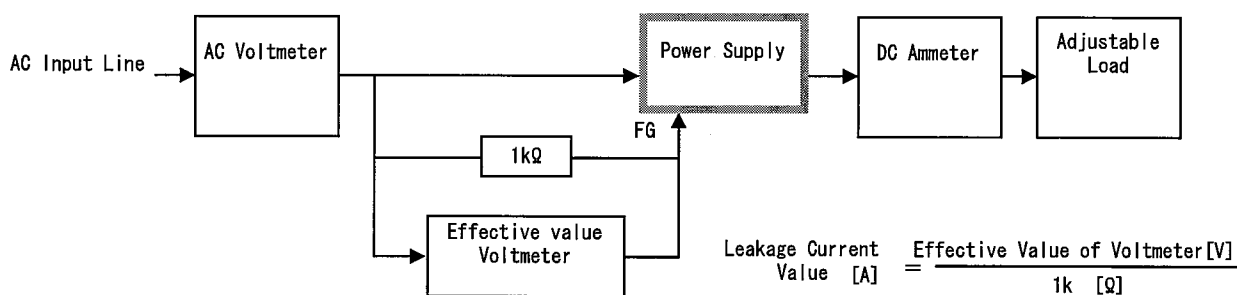 AC Input Line
AC Voltmeter
Power Supply
DC Ammeter
Adjustable
Load
FG
1kΩ
Effective value
Voltmeter
Leakage Current
Value [A]
=
Effective Value of Voltmeter[V]
1k [Ω]